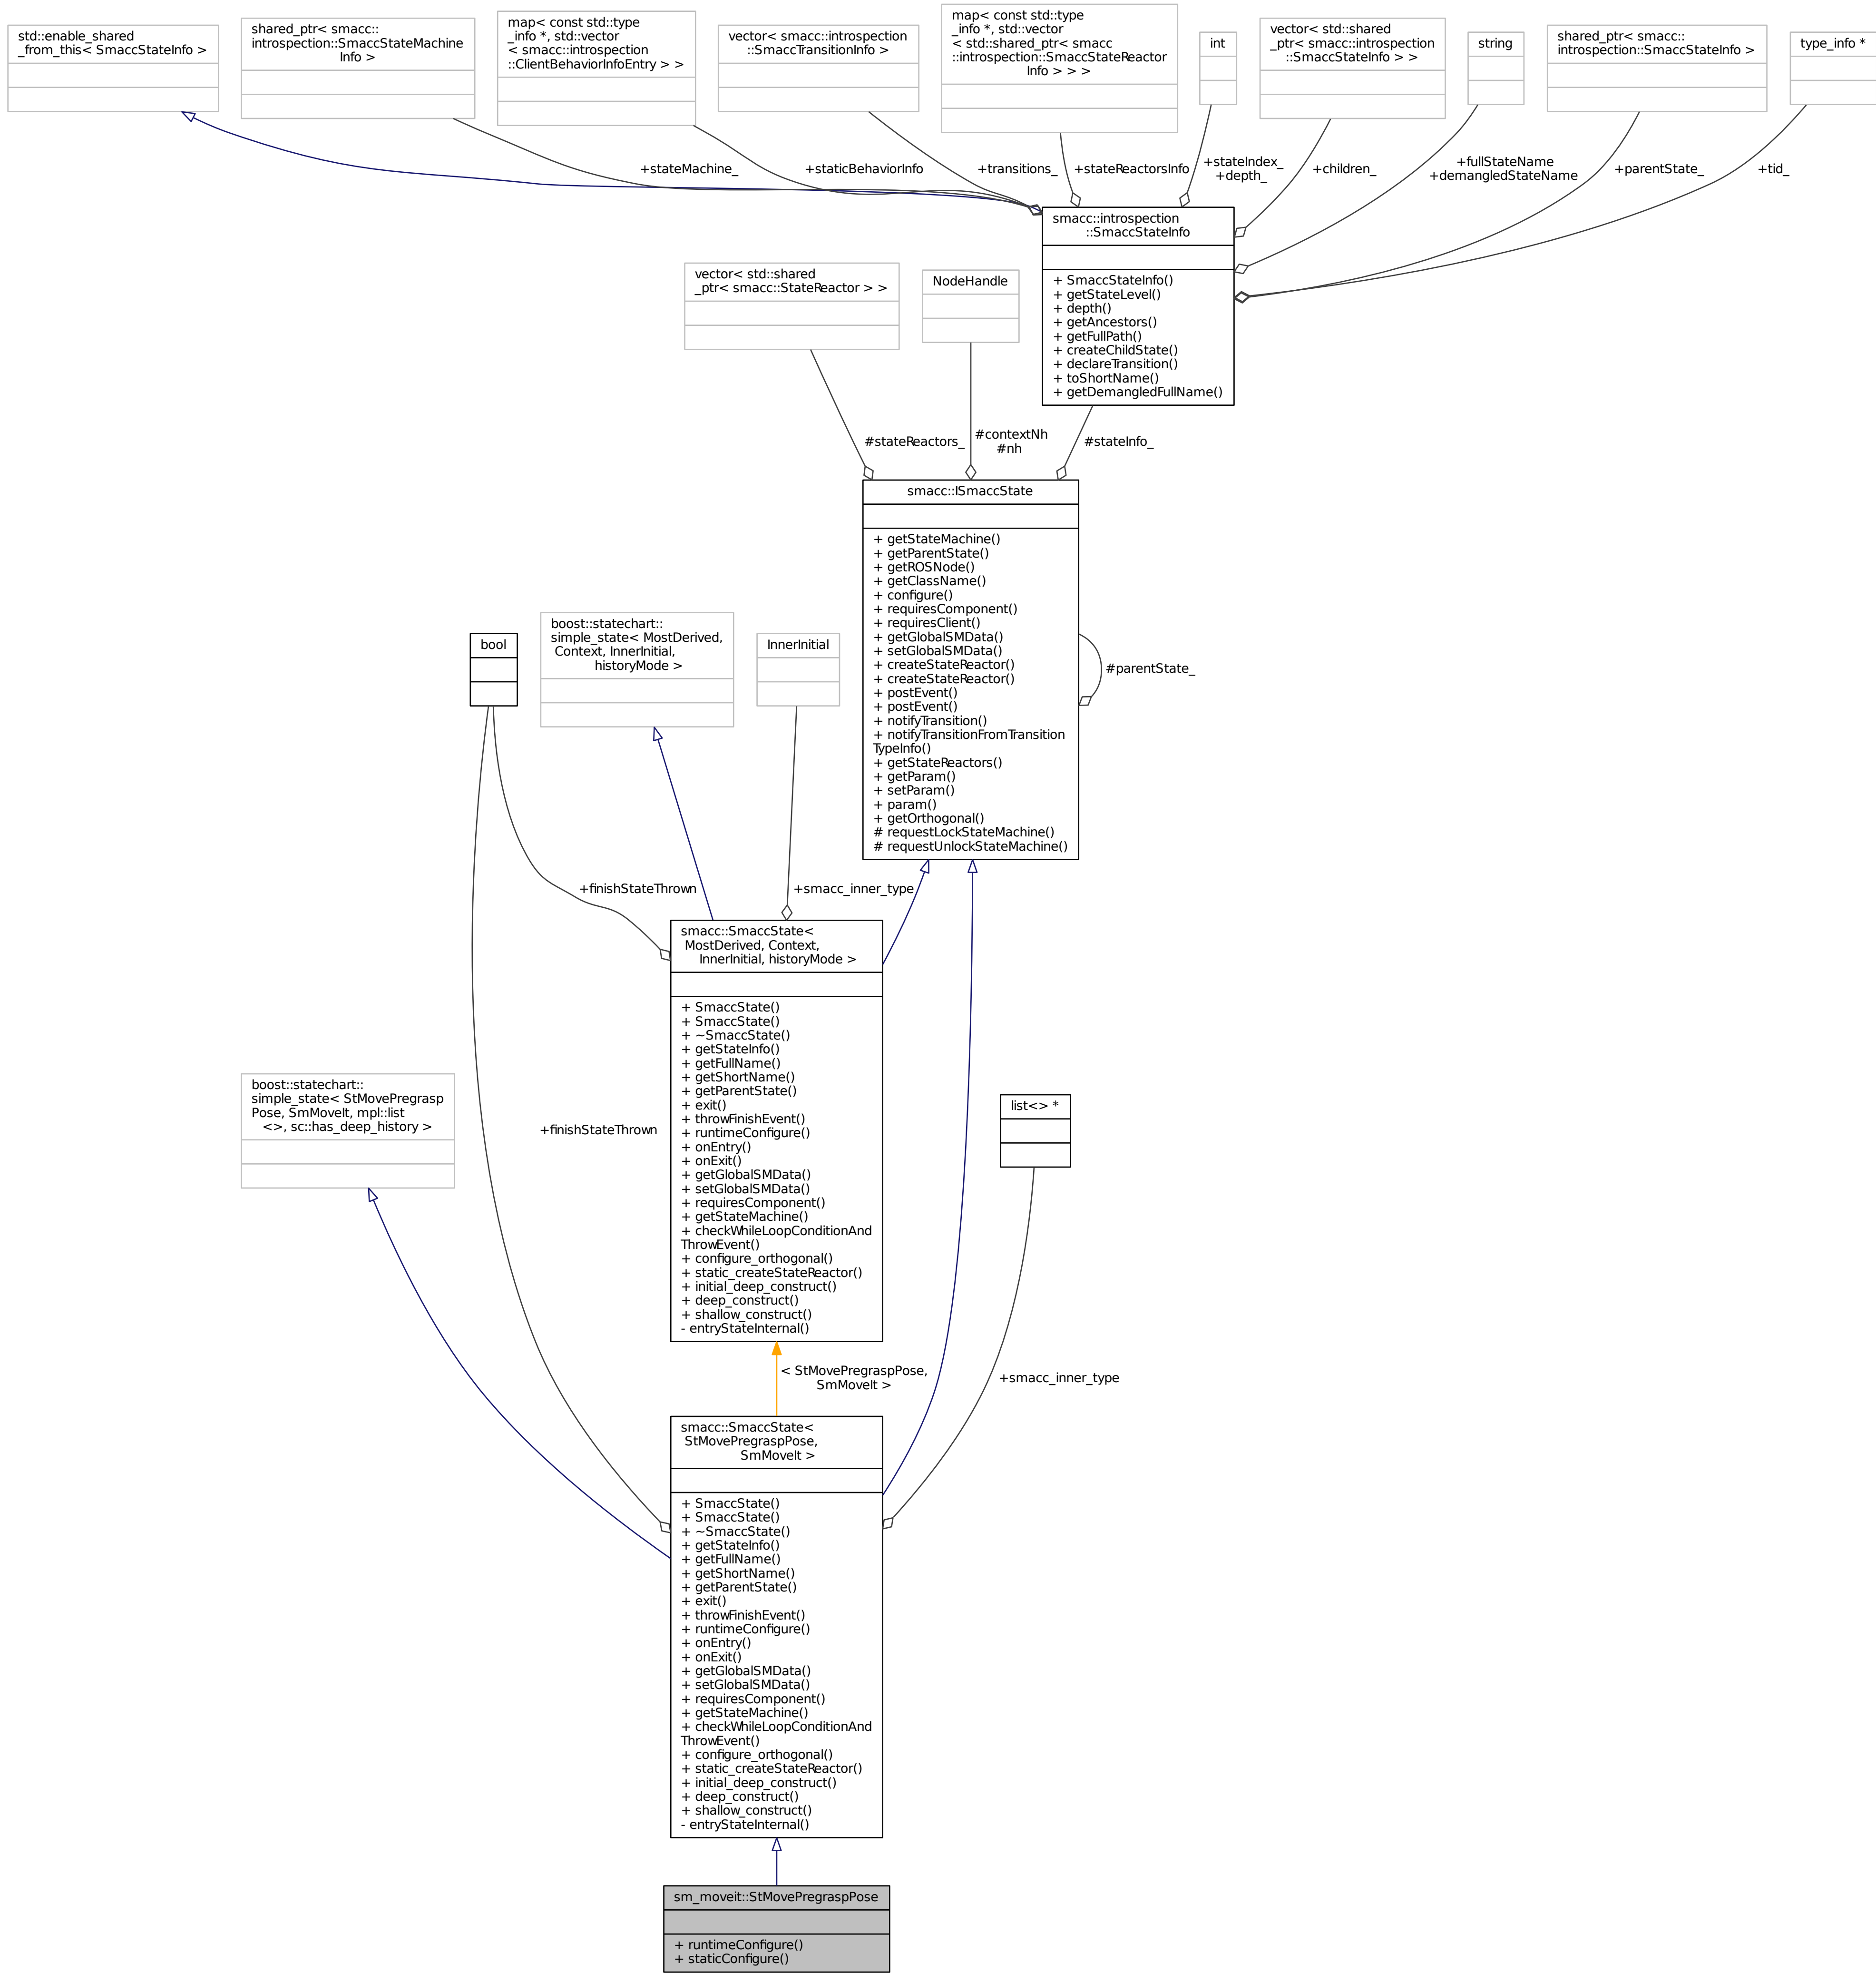 std::enable_shared
_from_this< SmaccStateInfo >
shared_ptr< smacc::
introspection::SmaccStateMachine
Info >
map< const std::type
_info *, std::vector
< smacc::introspection
::ClientBehaviorInfoEntry > >
vector< smacc::introspection
::SmaccTransitionInfo >
map< const std::type
_info *, std::vector
< std::shared_ptr< smacc
::introspection::SmaccStateReactor
Info > > >
int
vector< std::shared
_ptr< smacc::introspection
::SmaccStateInfo > >
string
shared_ptr< smacc::
introspection::SmaccStateInfo >
type_info *
+stateMachine_
+staticBehaviorInfo
+transitions_
+stateReactorsInfo
+stateIndex_
+depth_
+children_
+fullStateName
+demangledStateName
+parentState_
+tid_
smacc::introspection
::SmaccStateInfo
+ SmaccStateInfo()
+ getStateLevel()
+ depth()
+ getAncestors()
+ getFullPath()
+ createChildState()
+ declareTransition()
+ toShortName()
+ getDemangledFullName()
vector< std::shared
_ptr< smacc::StateReactor > >
NodeHandle
#stateReactors_
#contextNh
#nh
#stateInfo_
smacc::ISmaccState
+ getStateMachine()
+ getParentState()
+ getROSNode()
+ getClassName()
+ configure()
+ requiresComponent()
+ requiresClient()
+ getGlobalSMData()
+ setGlobalSMData()
+ createStateReactor()
+ createStateReactor()
+ postEvent()
+ postEvent()
+ notifyTransition()
+ notifyTransitionFromTransition
TypeInfo()
+ getStateReactors()
+ getParam()
+ setParam()
+ param()
+ getOrthogonal()
# requestLockStateMachine()
# requestUnlockStateMachine()
#parentState_
bool
boost::statechart::
simple_state< MostDerived,
Context, InnerInitial,
historyMode >
InnerInitial
+finishStateThrown
+smacc_inner_type
smacc::SmaccState<
MostDerived, Context,
InnerInitial, historyMode >
+ SmaccState()
+ SmaccState()
+ ~SmaccState()
+ getStateInfo()
+ getFullName()
+ getShortName()
+ getParentState()
+ exit()
+ throwFinishEvent()
+ runtimeConfigure()
+ onEntry()
+ onExit()
+ getGlobalSMData()
+ setGlobalSMData()
+ requiresComponent()
+ getStateMachine()
+ checkWhileLoopConditionAnd
ThrowEvent()
+ configure_orthogonal()
+ static_createStateReactor()
+ initial_deep_construct()
+ deep_construct()
+ shallow_construct()
- entryStateInternal()
boost::statechart::
simple_state< StMovePregrasp
Pose, SmMoveIt, mpl::list
<>, sc::has_deep_history >
+finishStateThrown
list<> *
< StMovePregraspPose,
SmMoveIt >
+smacc_inner_type
smacc::SmaccState<
StMovePregraspPose,
SmMoveIt >
+ SmaccState()
+ SmaccState()
+ ~SmaccState()
+ getStateInfo()
+ getFullName()
+ getShortName()
+ getParentState()
+ exit()
+ throwFinishEvent()
+ runtimeConfigure()
+ onEntry()
+ onExit()
+ getGlobalSMData()
+ setGlobalSMData()
+ requiresComponent()
+ getStateMachine()
+ checkWhileLoopConditionAnd
ThrowEvent()
+ configure_orthogonal()
+ static_createStateReactor()
+ initial_deep_construct()
+ deep_construct()
+ shallow_construct()
- entryStateInternal()
sm_moveit::StMovePregraspPose
+ runtimeConfigure()
+ staticConfigure()